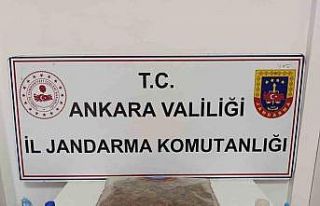 T.C.
ANKARA VALİLİĞİ
İL JANDARMA KOMUTANLIĞI